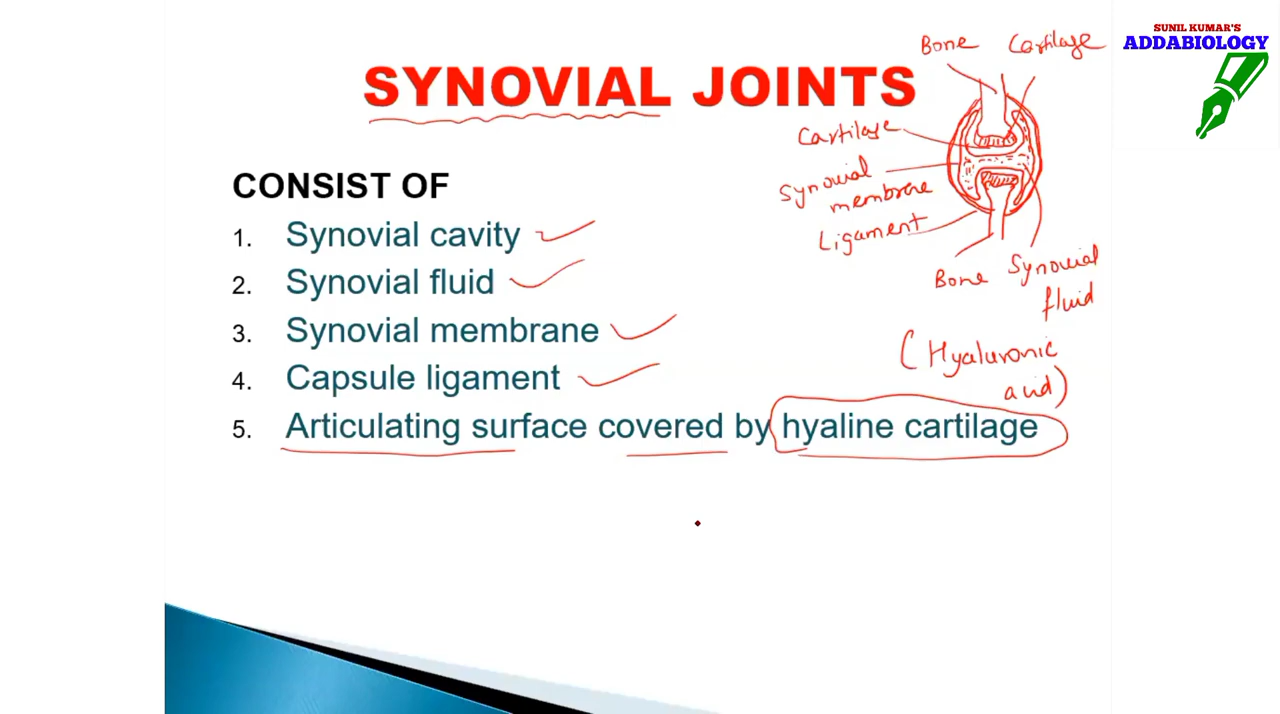 SUNIL KUMAR'S
ADDABIOLOGY
SYNOVIAL JOINTS
CONSIST OF
1. Synovial cavity
2. Synovial fluid
3. Synovial membrane
4. Capsule ligament
5. Articulating surface covered by hyaline cartilage
Bone
Cartilage
Cartilase
Synovial
membrane
Ligament
Bone
Synovial
fluid
(Hyaluronic
acid)